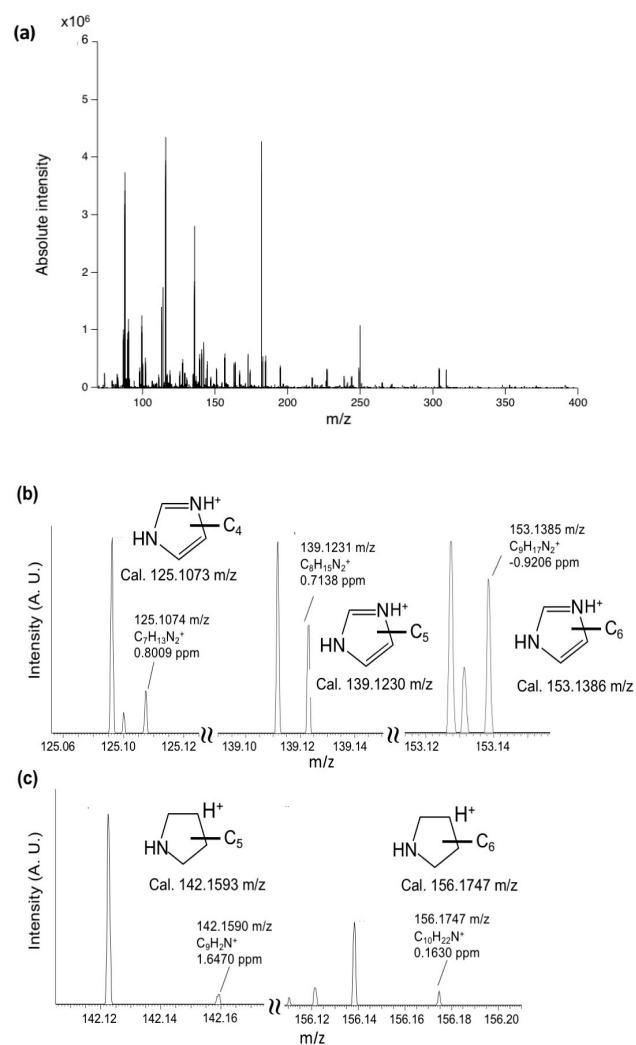 (a)
x10⁶
6
5
4
3
2
1
0
Absolute intensity
100
150
200
250
300
350
400
m/z
(b)
NH⁺
HN
C₄
Cal. 125.1073 m/z
125.1074 m/z
C₇H₁₃N₂⁺
0.8009 ppm
139.1231 m/z
C₈H₁₅N₂⁺
0.7138 ppm
NH⁺
HN
C₅
Cal. 139.1230 m/z
153.1385 m/z
C₉H₁₇N₂⁺
-0.9206 ppm
NH⁺
HN
C₆
Cal. 153.1386 m/z
Intensity (A. U.)
125.06
125.10
125.12
139.10
139.12
139.14
153.12
153.14
m/z
(c)
H⁺
HN
C₅
Cal. 142.1593 m/z
142.1590 m/z
C₉H₂N⁺
1.6470 ppm
H⁺
HN
C₆
Cal. 156.1747 m/z
156.1747 m/z
C₁₀H₂₂N⁺
0.1630 ppm
Intensity (A. U.)
142.12
142.14
142.16
156.12
156.14
156.16
156.18
156.20
m/z